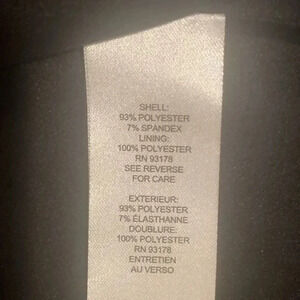 SHELL:
93% POLYESTER
7% SPANDEX
LINING:
100% POLYESTER
RN 93178
SEE REVERSE
FOR CARE
EXTERIEUR:
93% POLYESTER
7% ÉLASTHANNE
DOUBLURE:
100% POLYESTER
RN 93178
ENTRETIEN
AU VERSO